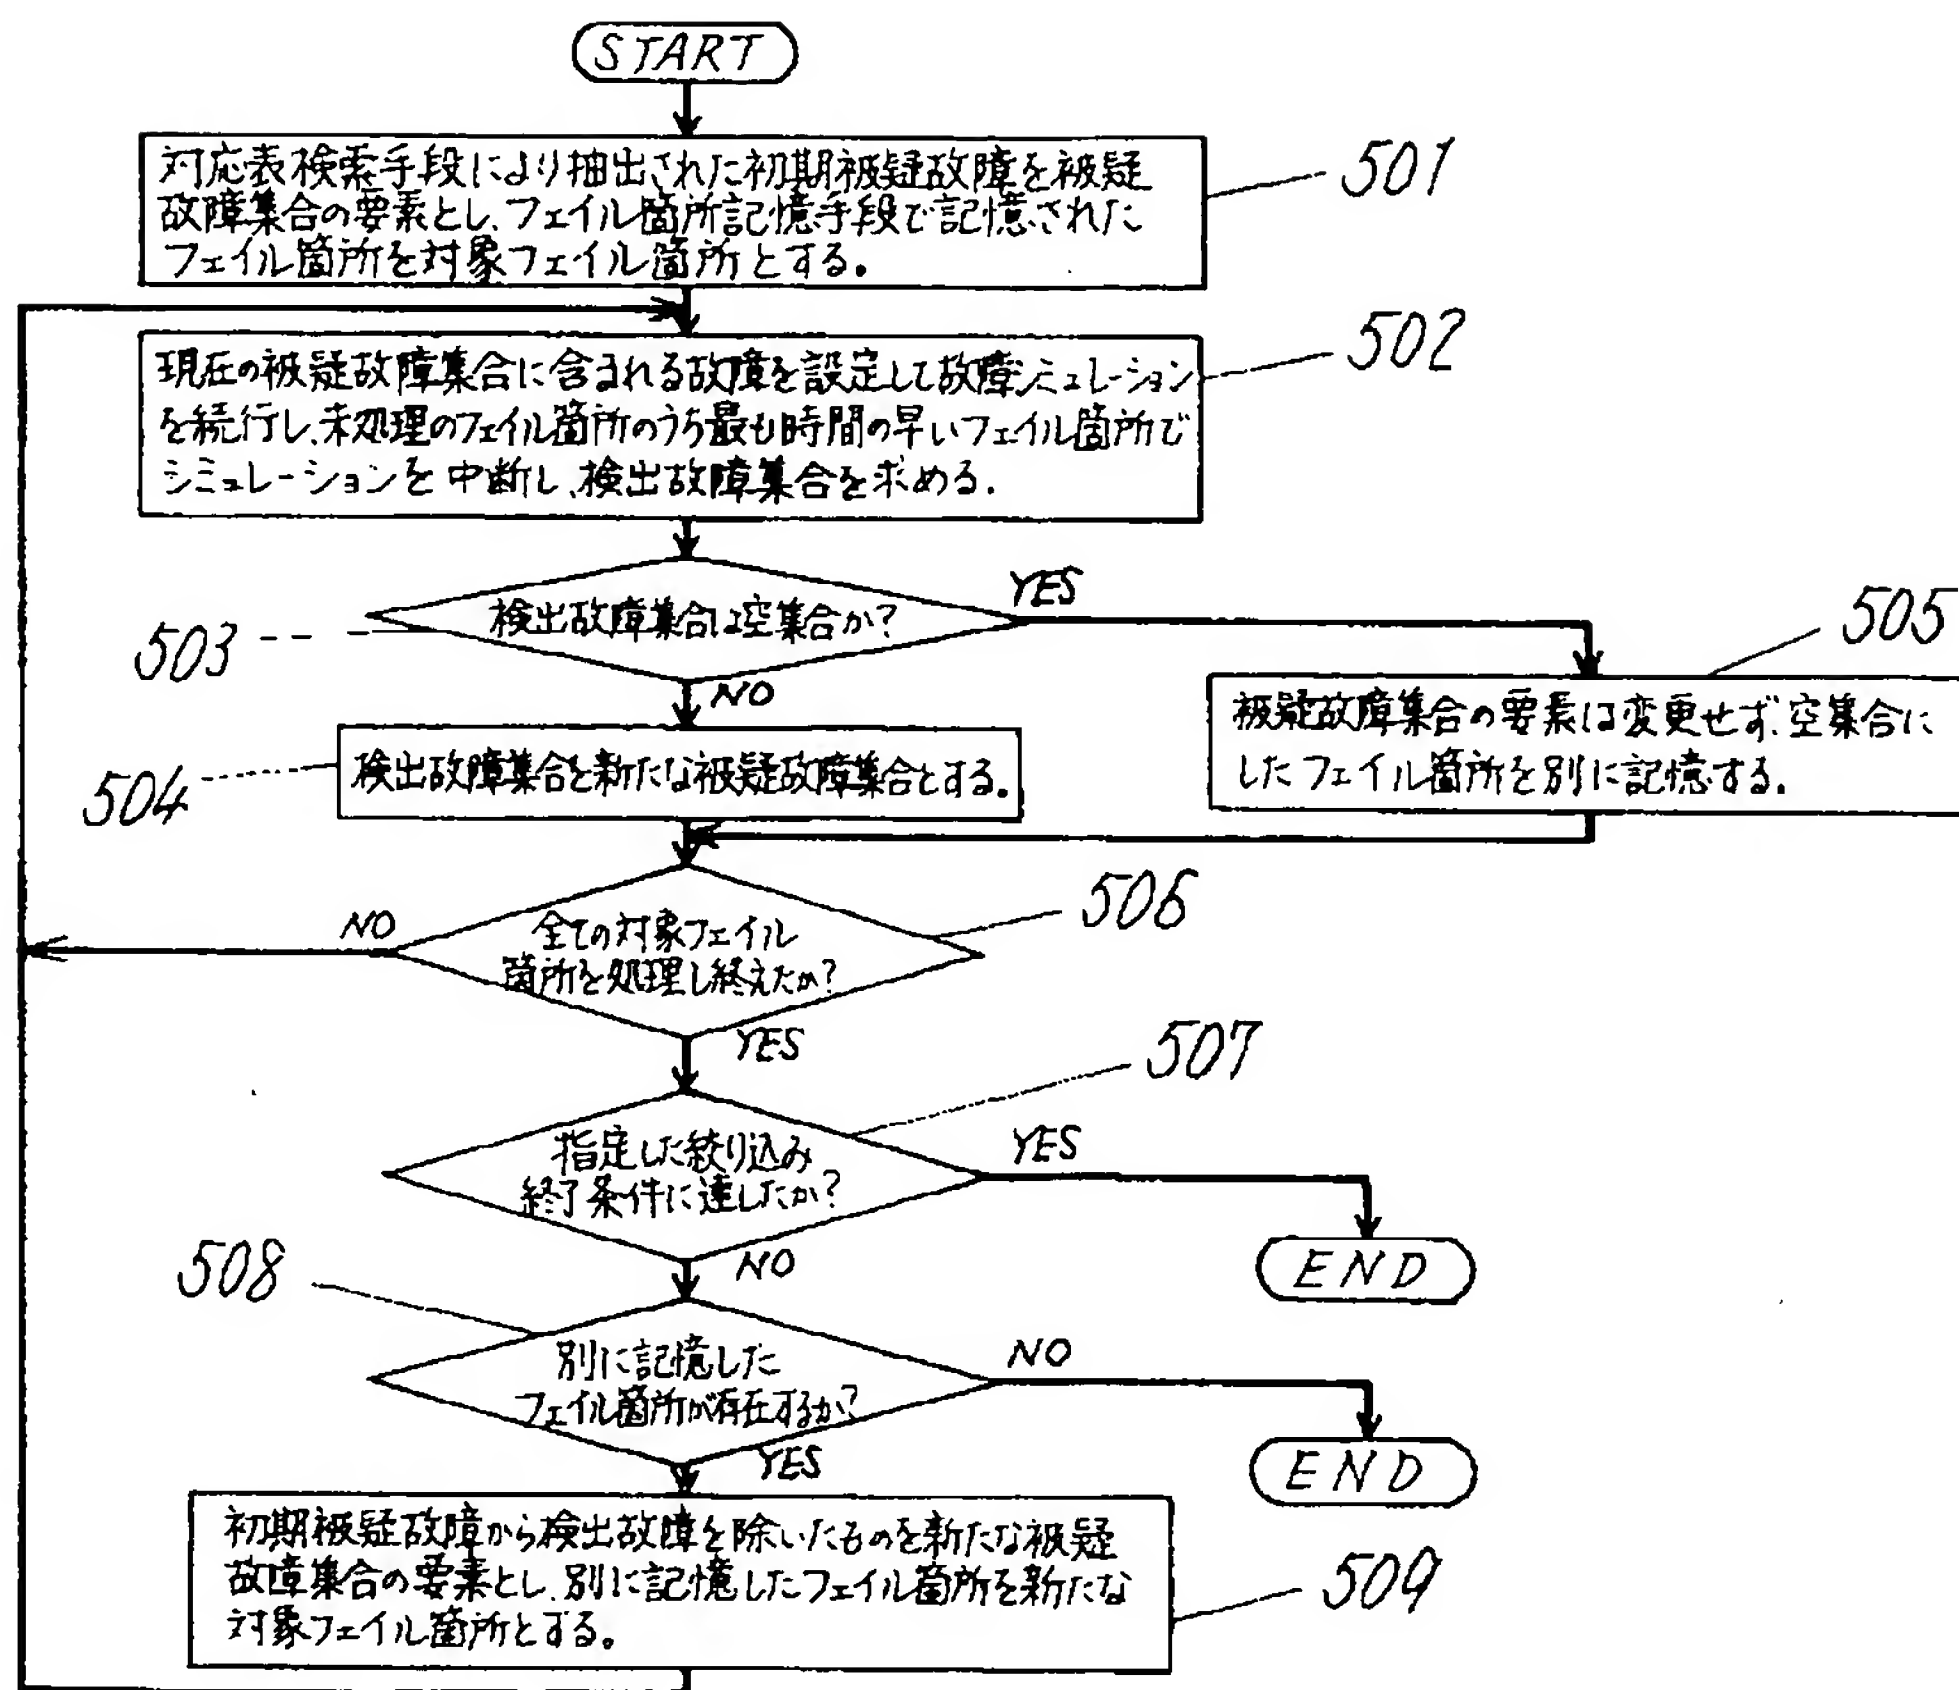 START
対応表検索手段により抽出された初期被疑故障を被疑
故障集合の要素とし、フェイル箇所記憶手段で記憶された
フェイル箇所を対象フェイル箇所とする。
501
現在の被疑故障集合に含まれる故障を設定して故障シミュレーション
を続行し、未処理のフェイル箇所のうち最も時間の早いフェイル箇所で
シミュレーションを中断し、検出故障集合を求める.
502
検出故障集合は空集合か?
YES
503
NO
505
検出故障集合を新たな被疑故障集合とする。
504
被疑故障集合の要素は変更せず、空集合に
したフェイル箇所を別に記憶する.
全ての対象フェイル
箇所を処理し終えたか?
NO
506
YES
507
指定した絞り込み
終了条件に達したか?
YES
END
NO
508
別に記憶した
フェイル箇所が存在するか?
NO
END
YES
初期被疑故障から検出故障を除いたものを新たな被疑
故障集合の要素とし、別に記憶したフェイル箇所を新たな
対象フェイル箇所とする。
509